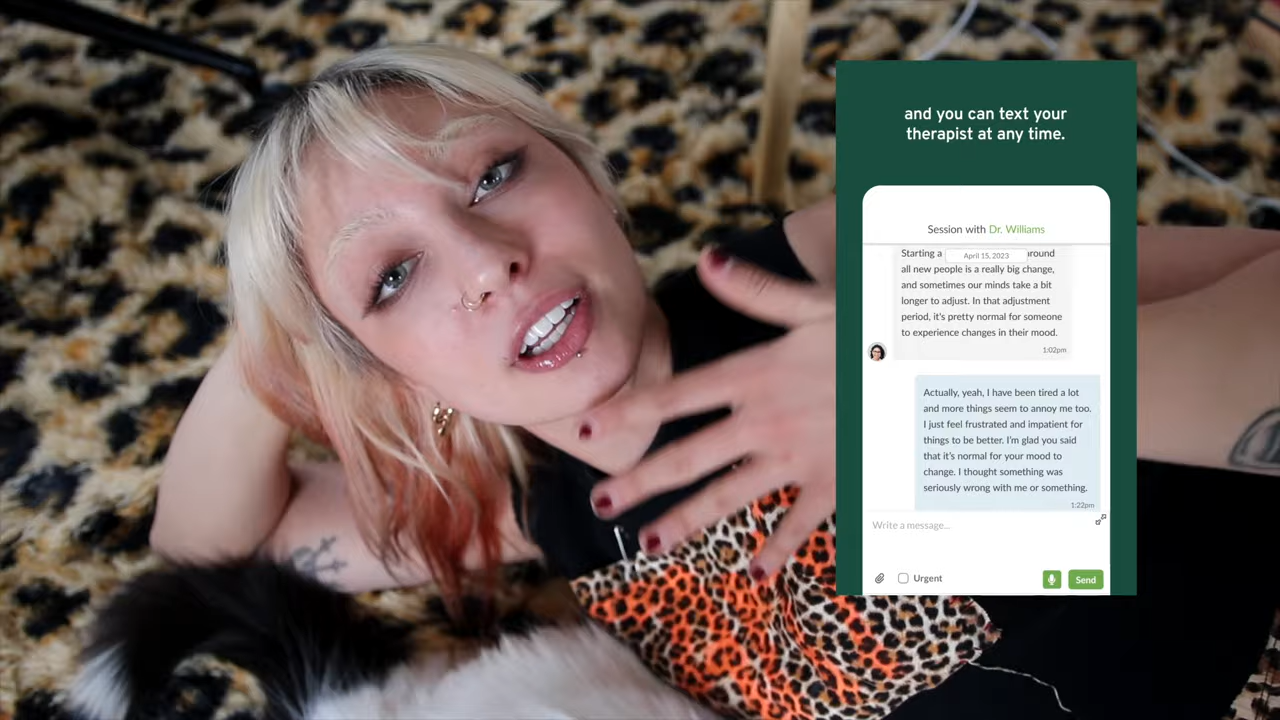 and you can text your
therapist at any time.
Session with Dr. Williams
April 15, 2023
Starting a around
all new people is a really big change,
and sometimes our minds take a bit
longer to adjust. In that adjustment
period, it's pretty normal for someone
to experience changes in their mood.
1:02pm
Actually, yeah, I have been tired a lot
and more things seem to annoy me too.
I just feel frustrated and impatient for
things to be better. I'm glad you said
that it's normal for your mood to
change. I thought something was
seriously wrong with me or something.
1:22pm
Write a message...
Urgent
Send